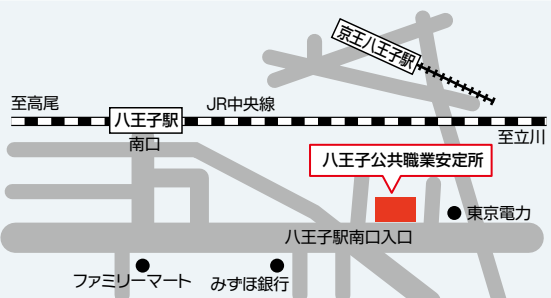 京王八王子駅
至高尾
JR中央線
八王子駅
至立川
南口
八王子公共職業安定所
東京電力
八王子駅南口入口
ファミリーマート
みずほ銀行